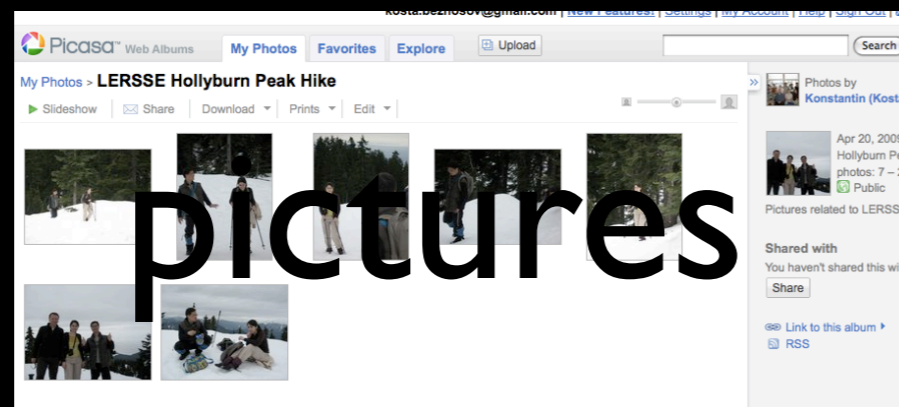 kosta.beznosov@gmail.com | New Features! | Settings | My Account | Help | Sign Out |
Picasa™ Web Albums My Photos Favorites Explore Upload Search
My Photos > LERSSE Hollyburn Peak Hike
Slideshow Share Download Prints Edit
pictures
Photos by
Konstantin (Kost
Apr 20, 2009
Hollyburn Pe
photos: 7 –
Public
Pictures related to LERSS
Shared with
You haven't shared this wi
Share
Link to this album
RSS